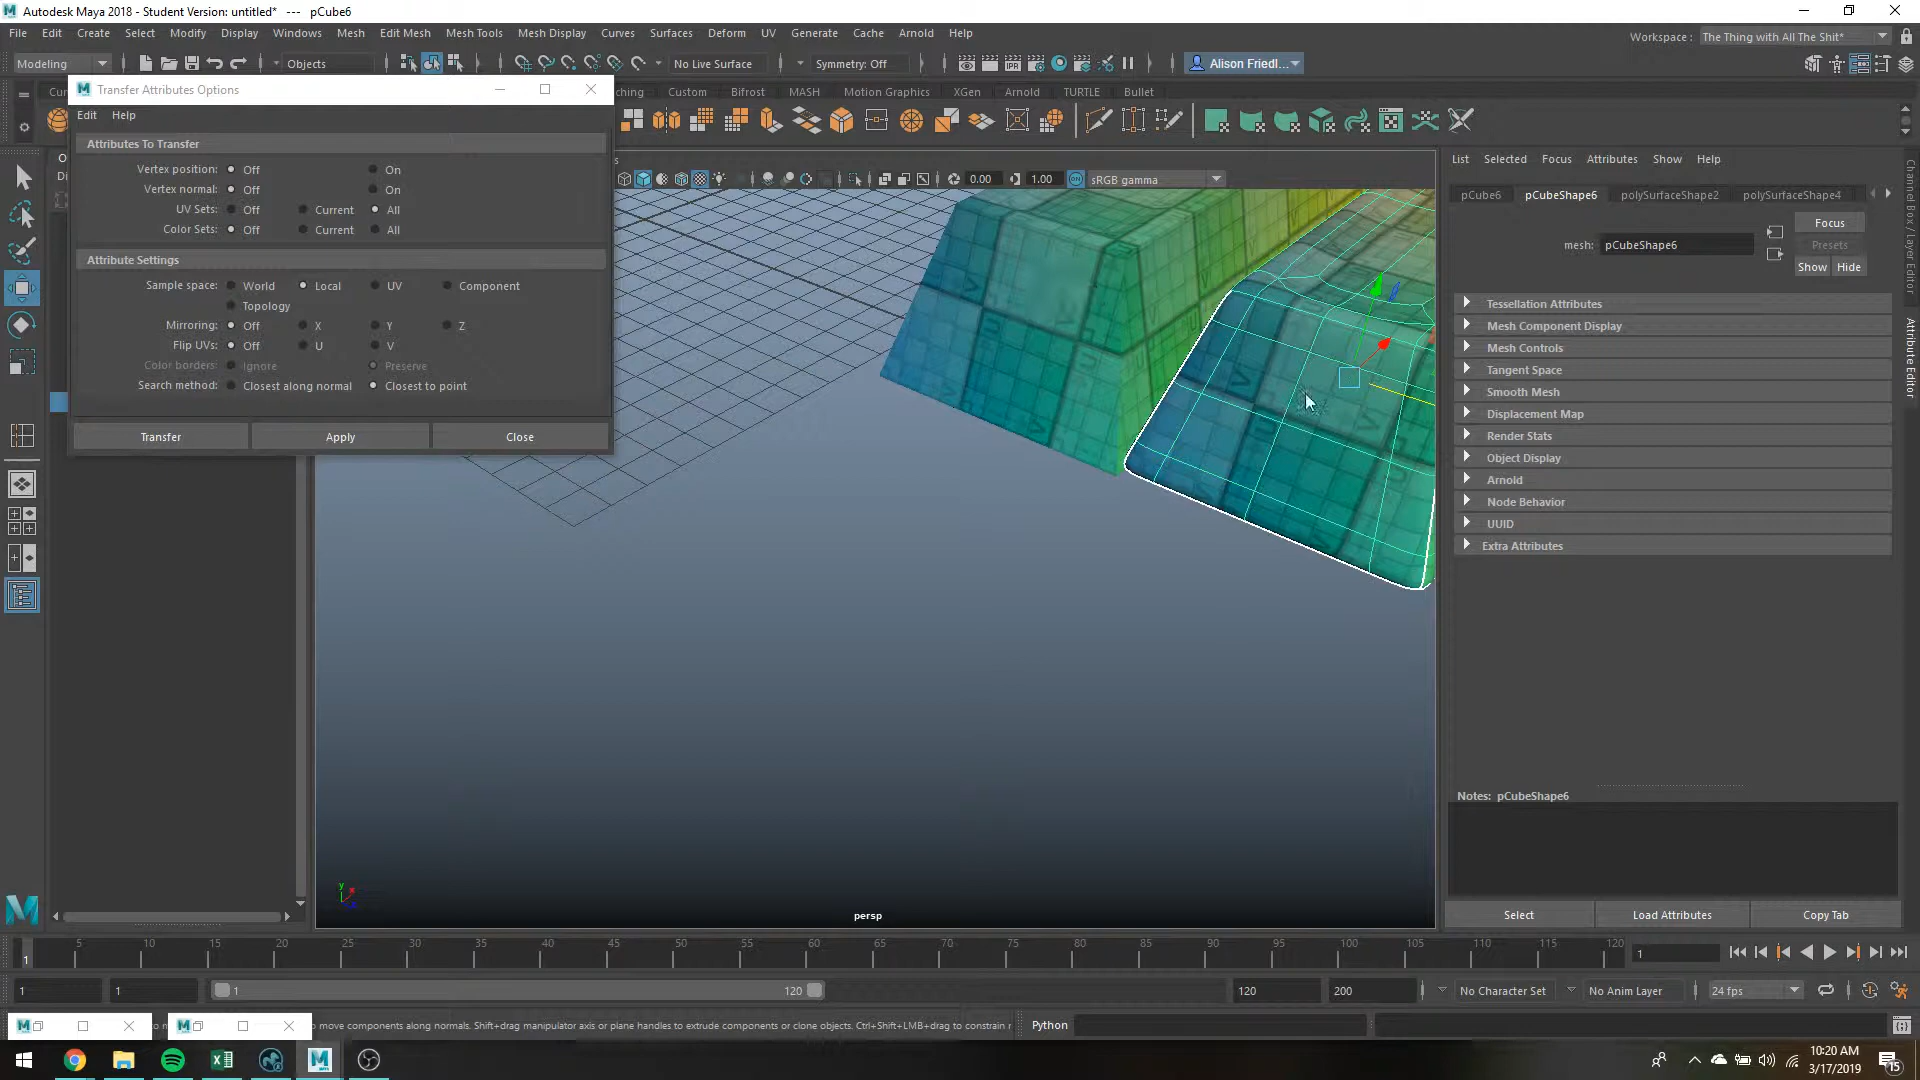 Autodesk Maya 2018 - Student Version: untitled* --- pCube6
File Edit Create Select Modify Display Windows Mesh Edit Mesh Mesh Tools Mesh Display Curves Surfaces Deform UV Generate Cache Arnold Help
Workspace : The Thing with All The Shit*
Modeling Objects No Live Surface Symmetry: Off Alison Friedl...
Transfer Attributes Options
Custom Bifrost MASH Motion Graphics XGen Arnold TURTLE Bullet
Edit Help
Attributes To Transfer
Vertex position: Off On
Vertex normal: Off On
UV Sets: Off Current All
Color Sets: Off Current All
Attribute Settings
Sample space: World Local UV Component
Topology
Mirroring: Off X Y Z
Flip UVs: Off U V
Color borders: Ignore Preserve
Search method: Closest along normal Closest to point
Transfer Apply Close
0.00 1.00 sRGB gamma
persp
List Selected Focus Attributes Show Help
pCube6 pCubeShape6 polySurfaceShape2 polySurfaceShape4
Focus
mesh: pCubeShape6
Presets
Show Hide
Tessellation Attributes
Mesh Component Display
Mesh Controls
Tangent Space
Smooth Mesh
Displacement Map
Render Stats
Object Display
Arnold
Node Behavior
UUID
Extra Attributes
Notes: pCubeShape6
Select Load Attributes Copy Tab
Channel Box / Layer Editor
Attribute Editor
5 10 15 20 25 30 35 40 45 50 55 60 65 70 75 80 85 90 95 100 105 110 115 120
1 1
1 1 1 120 120 200 No Character Set No Anim Layer 24 fps
to move components along normals. Shift+drag manipulator axis or plane handles to extrude components or clone objects. Ctrl+Shift+LMB+drag to constrain
Python
10:20 AM
3/17/2019
15